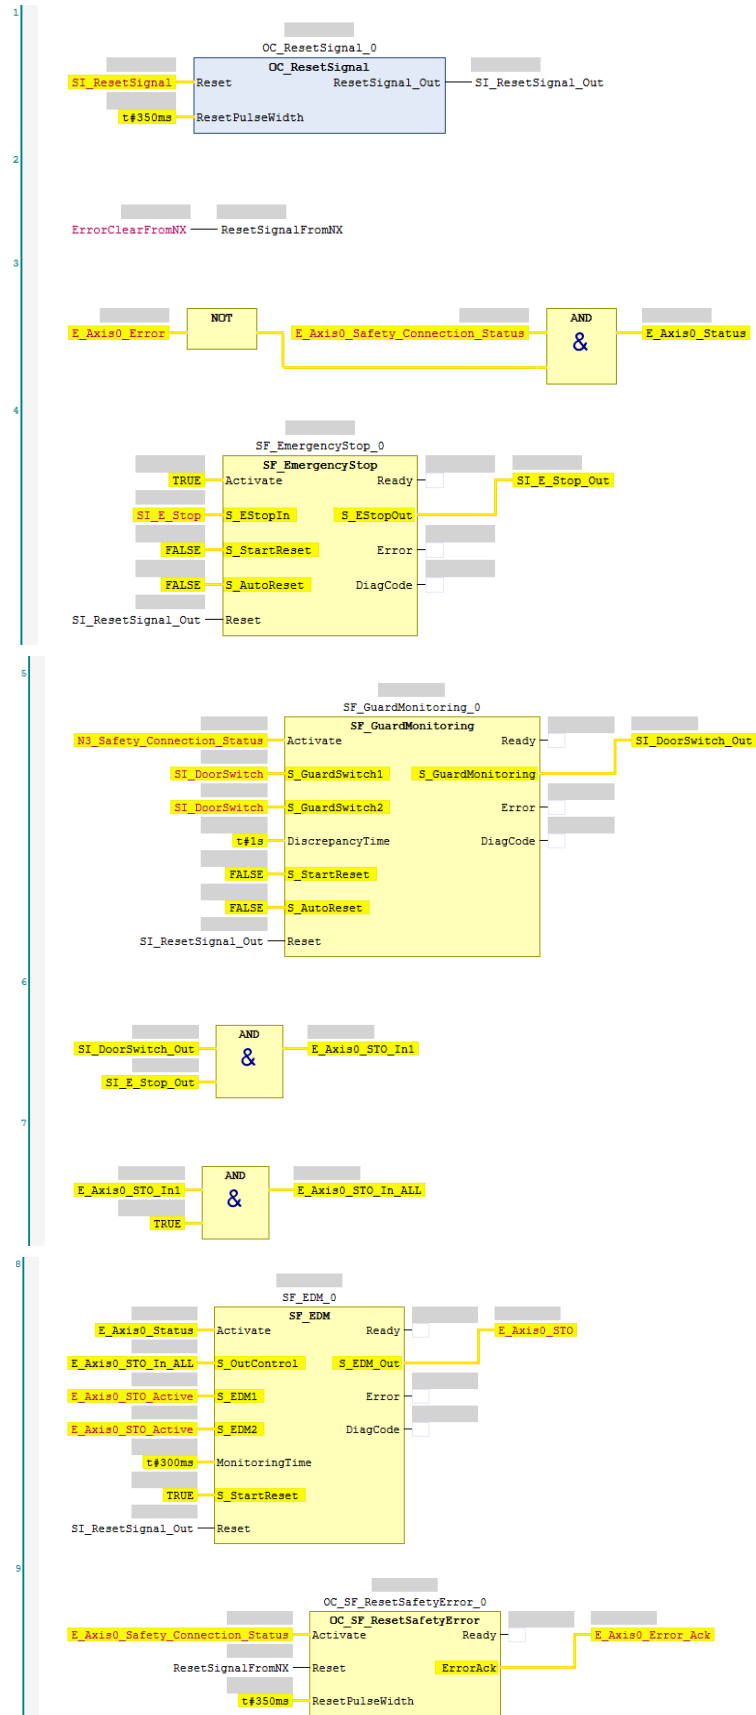 1
OC_ResetSignal_0
OC_ResetSignal
SI_ResetSignal Reset ResetSignal_Out SI_ResetSignal_Out
t#350ms ResetPulseWidth
2
ErrorClearFromNX ResetSignalFromNX
3
NOT AND
E_Axis0_Error E_Axis0_Safety_Connection_Status & E_Axis0_Status
4
SF_EmergencyStop_0
SF_EmergencyStop
TRUE Activate Ready SI_E_Stop_Out
SI_E_Stop S_EStopIn S_EStopOut
FALSE S_StartReset Error
FALSE S_AutoReset DiagCode
SI_ResetSignal_Out Reset
5
SF_GuardMonitoring_0
SF_GuardMonitoring
N3_Safety_Connection_Status Activate Ready SI_DoorSwitch_Out
SI_DoorSwitch S_GuardSwitch1 S_GuardMonitoring
SI_DoorSwitch S_GuardSwitch2 Error
t#1s DiscrepancyTime DiagCode
FALSE S_StartReset
FALSE S_AutoReset
SI_ResetSignal_Out Reset
6
AND
SI_DoorSwitch_Out & E_Axis0_STO_In1
SI_E_Stop_Out
7
AND
E_Axis0_STO_In1 & E_Axis0_STO_In_ALL
TRUE
8
SF_EDM_0
SF_EDM
E_Axis0_Status Activate Ready E_Axis0_STO
E_Axis0_STO_In_ALL S_OutControl S_EDM_Out
E_Axis0_STO_Active S_EDM1 Error
E_Axis0_STO_Active S_EDM2 DiagCode
t#300ms MonitoringTime
TRUE S_StartReset
SI_ResetSignal_Out Reset
9
OC_SF_ResetSafetyError_0
OC_SF_ResetSafetyError
E_Axis0_Safety_Connection_Status Activate Ready E_Axis0_Error_Ack
ResetSignalFromNX Reset ErrorAck
t#350ms ResetPulseWidth